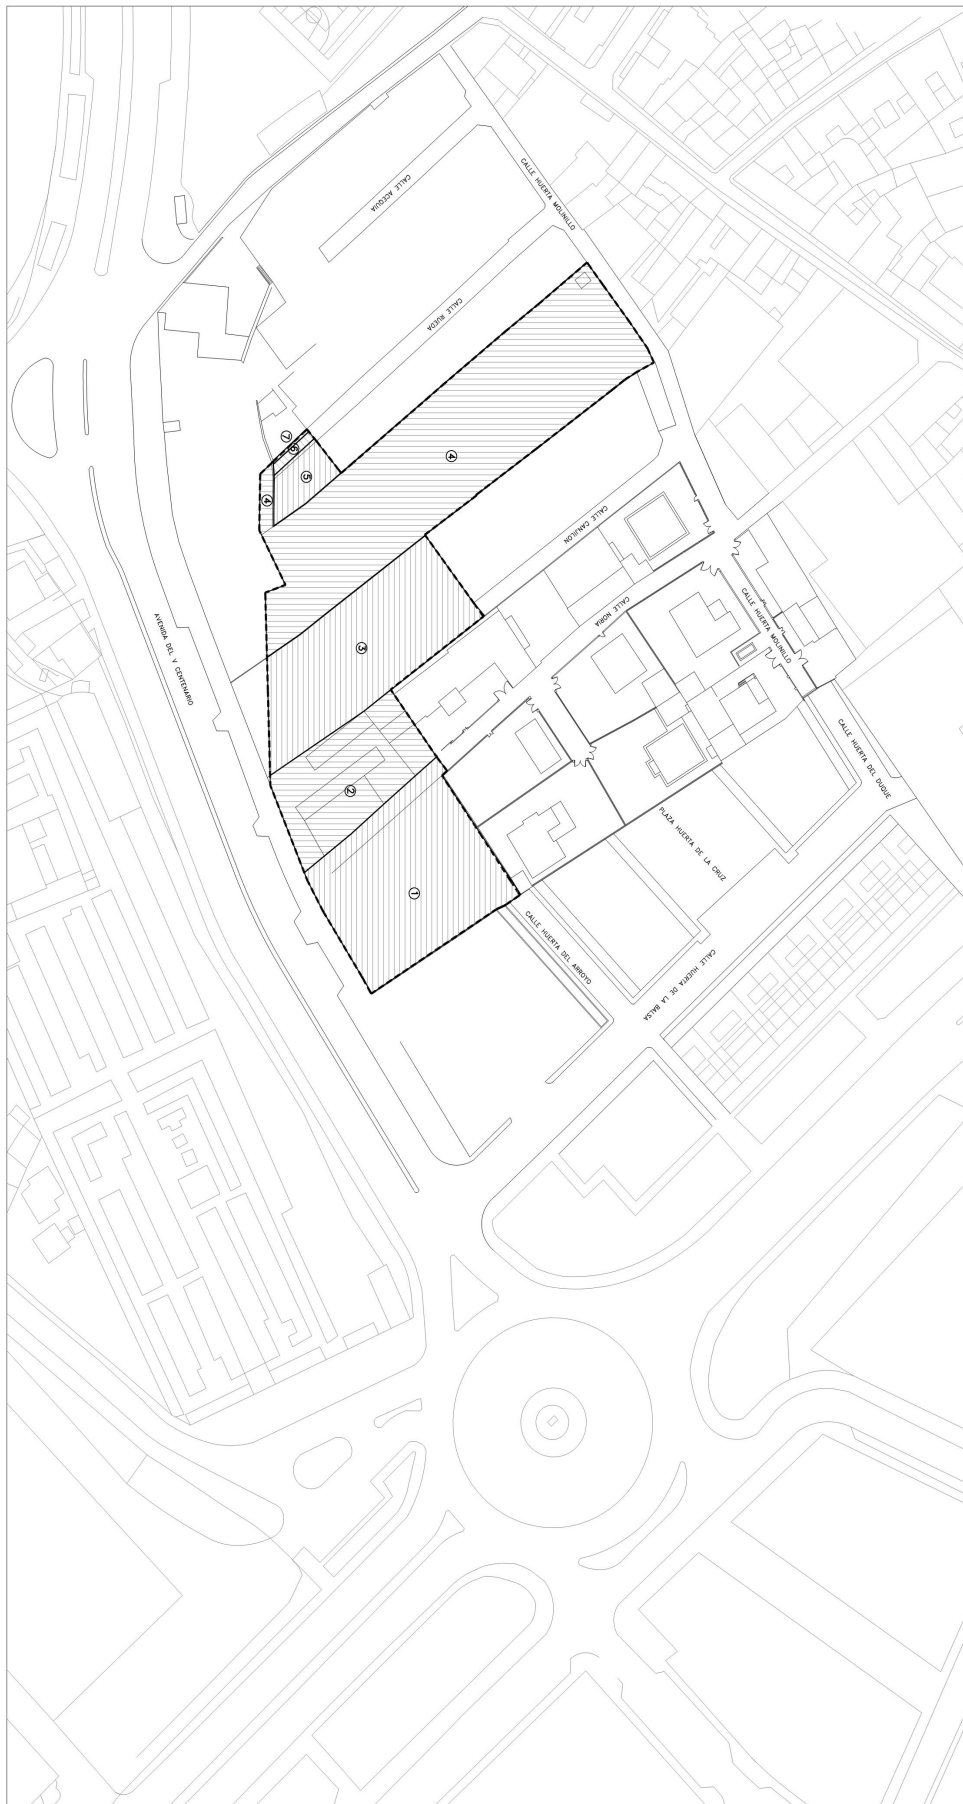 CALLE HUERTA MOLINILLO
CALLE ACEQUIA
CALLE RUEDA
4
7
6
5
4
CALLE CANJILON
CALLE NORIA
CALLE HUERTA MOLINILLO
3
AVENIDA DEL V CENTENARIO
CALLE HUERTA DEL DUQUE
2
PLAZA HUERTA DE LA CRUZ
1
CALLE HUERTA DEL ARROYO
CALLE HUERTA DE LA BALSA